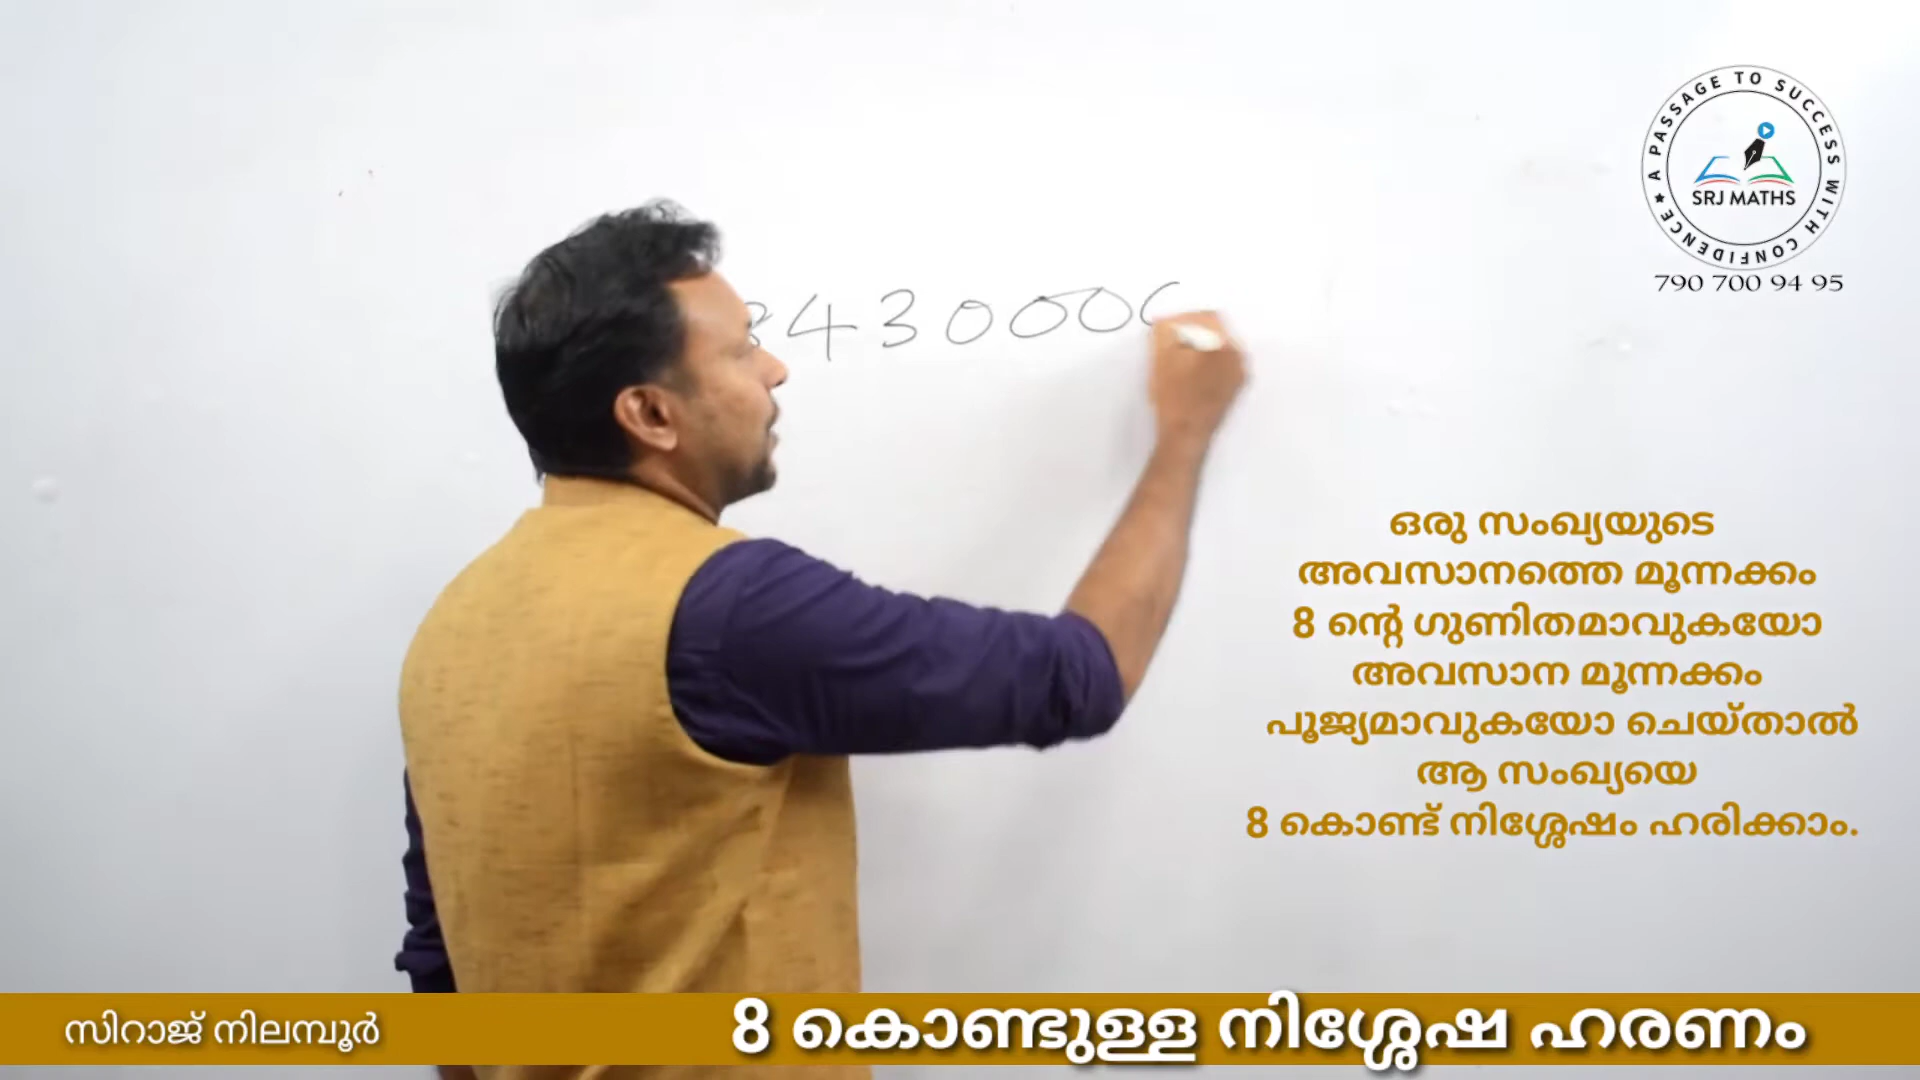 A PASSAGE TO SUCCESS WITH CONFIDENCE
SRJ MATHS
790 700 94 95
430000
ഒരു സംഖ്യയുടെ
അവസാനത്തെ മൂന്നക്കം
8 ന്റെ ഗുണിതമാവുകയോ
അവസാന മൂന്നക്കം
പൂജ്യമാവുകയോ ചെയ്താൽ
ആ സംഖ്യയെ
8 കൊണ്ട് നിശ്ശേഷം ഹരിക്കാം.
സിറാജ് നിലമ്പൂർ
8 കൊണ്ടുള്ള നിശ്ശേഷ ഹരണം